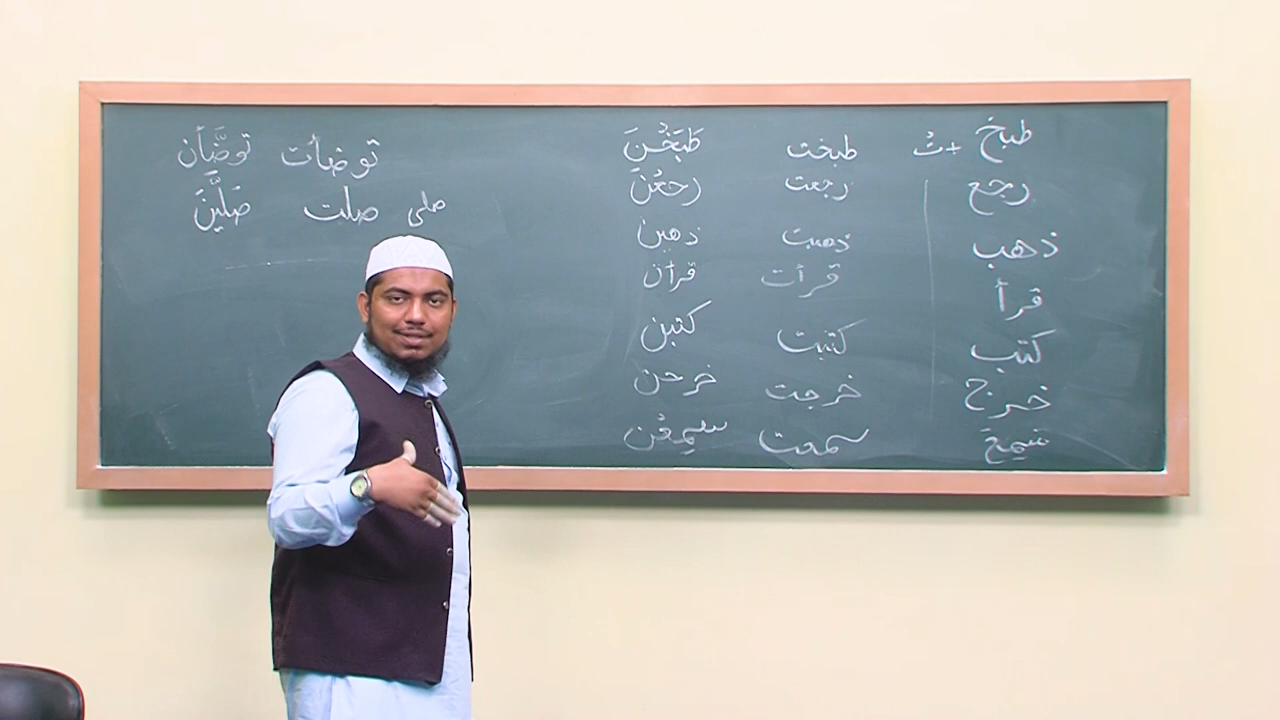 طبخ +تْ طبخت طَبَخْنَ
رجع رجعت رجعْنَ
ذهب ذهبت ذهبن
قرأ قرأت قرأن
كتب كتبت كتبن
خرج خرجت خرجن
سَمِعَ سمعت سمِعْن
توضأت توضَّأَن
صلى صلت صَلَّيْنَ